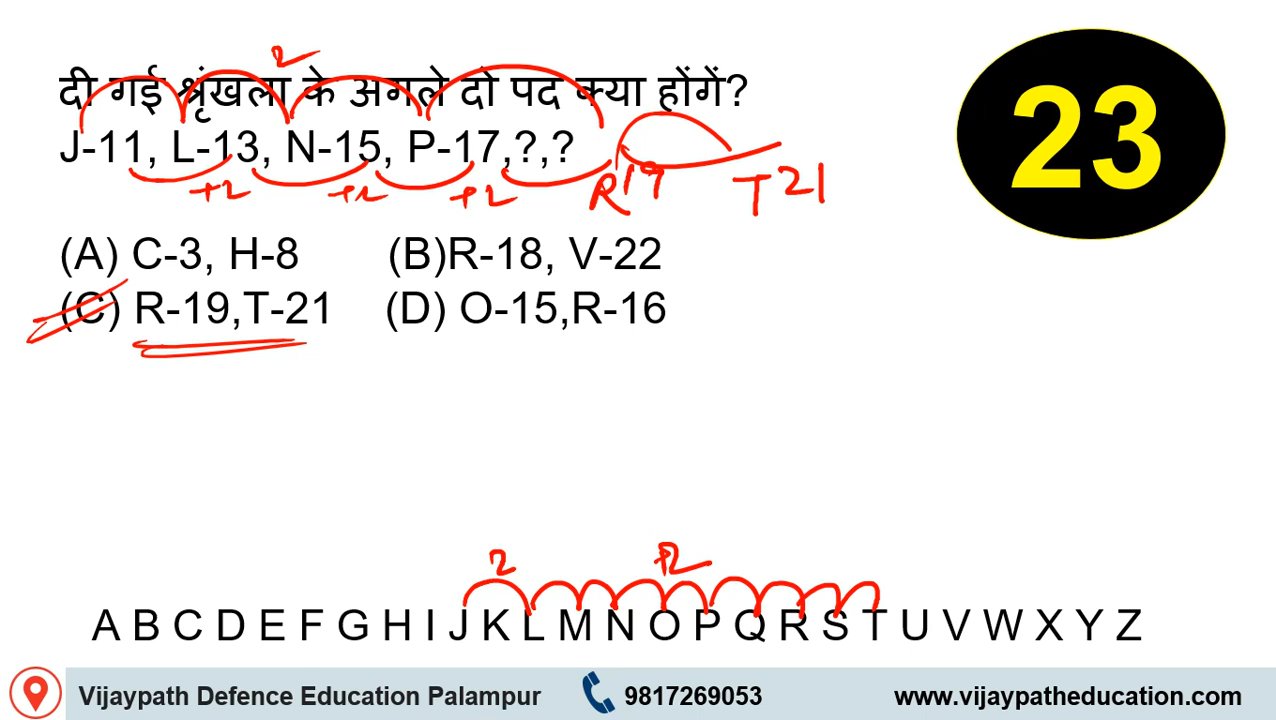 2
दी गई श्रृंखला के अगले दो पद क्या होंगें?
23
J-11, L-13, N-15, P-17,?,?
+2 +2 +2 R19 T21
(A) C-3, H-8 (B)R-18, V-22
(C) R-19,T-21 (D) O-15,R-16
2 +2
A B C D E F G H I J K L M N O P Q R S T U V W X Y Z
Vijaypath Defence Education Palampur 9817269053 www.vijaypatheducation.com